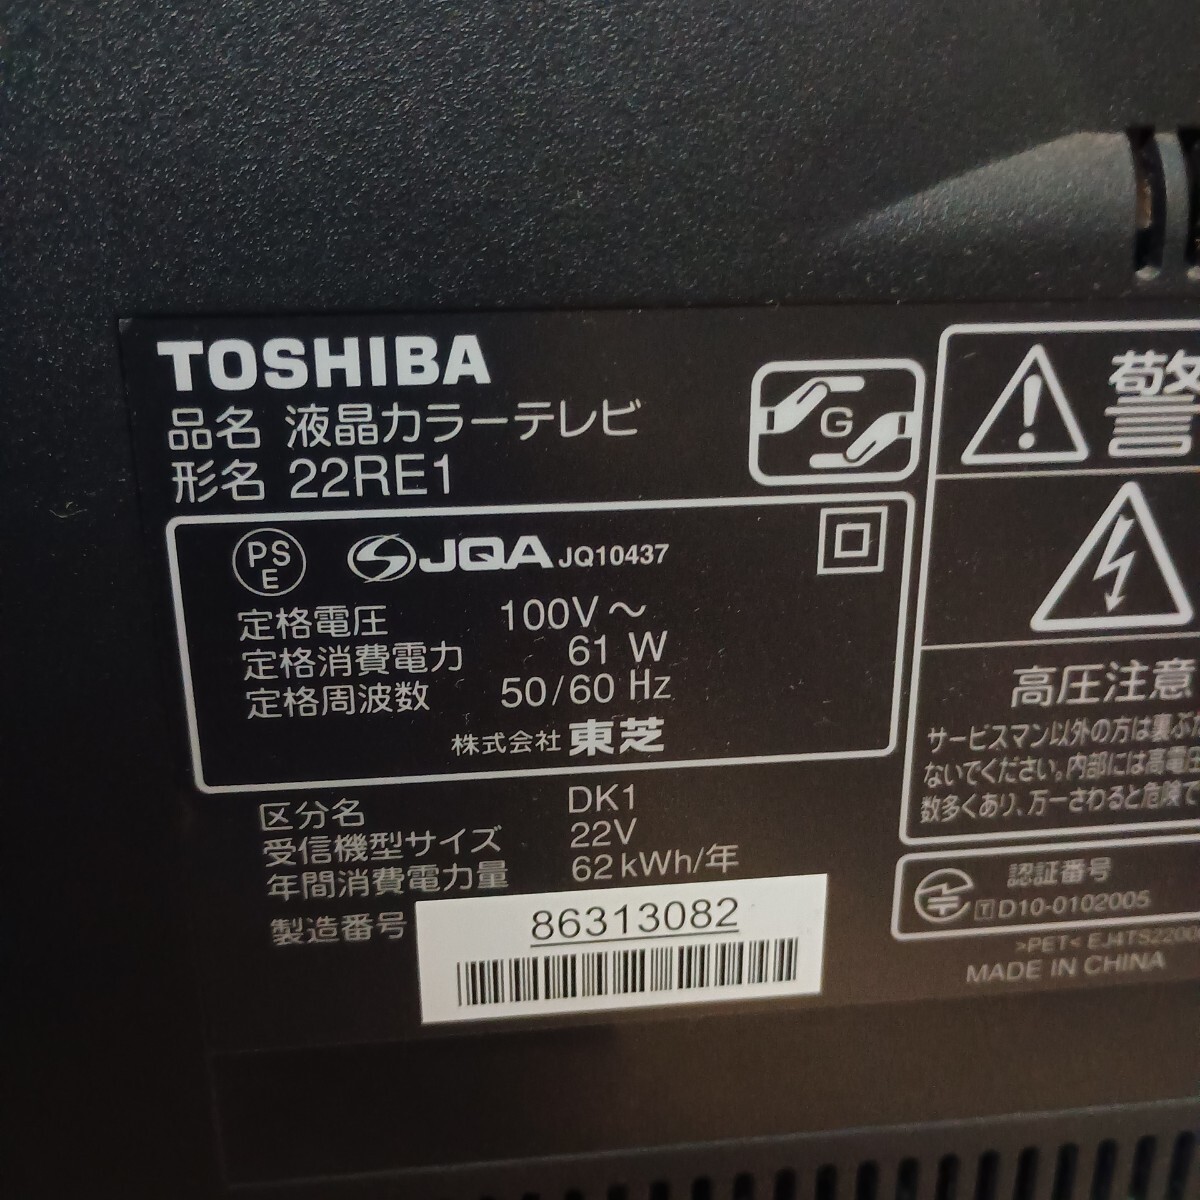 TOSHIBA
品名 液晶カラーテレビ
形名 22RE1
G
PS
E
JQA JQ10437
定格電圧 100V～
定格消費電力 61 W
定格周波数 50/60 Hz
株式会社 東芝
区分名 DK1
受信機型サイズ 22V
年間消費電力量 62kWh/年
製造番号 86313082
警
高圧注意
サービスマン以外の方は裏ぶた
ないでください。内部には高電圧
数多くあり、万一さわると危険で
認証番号
T D10-0102005
>PET< EJ4TS2200
MADE IN CHINA